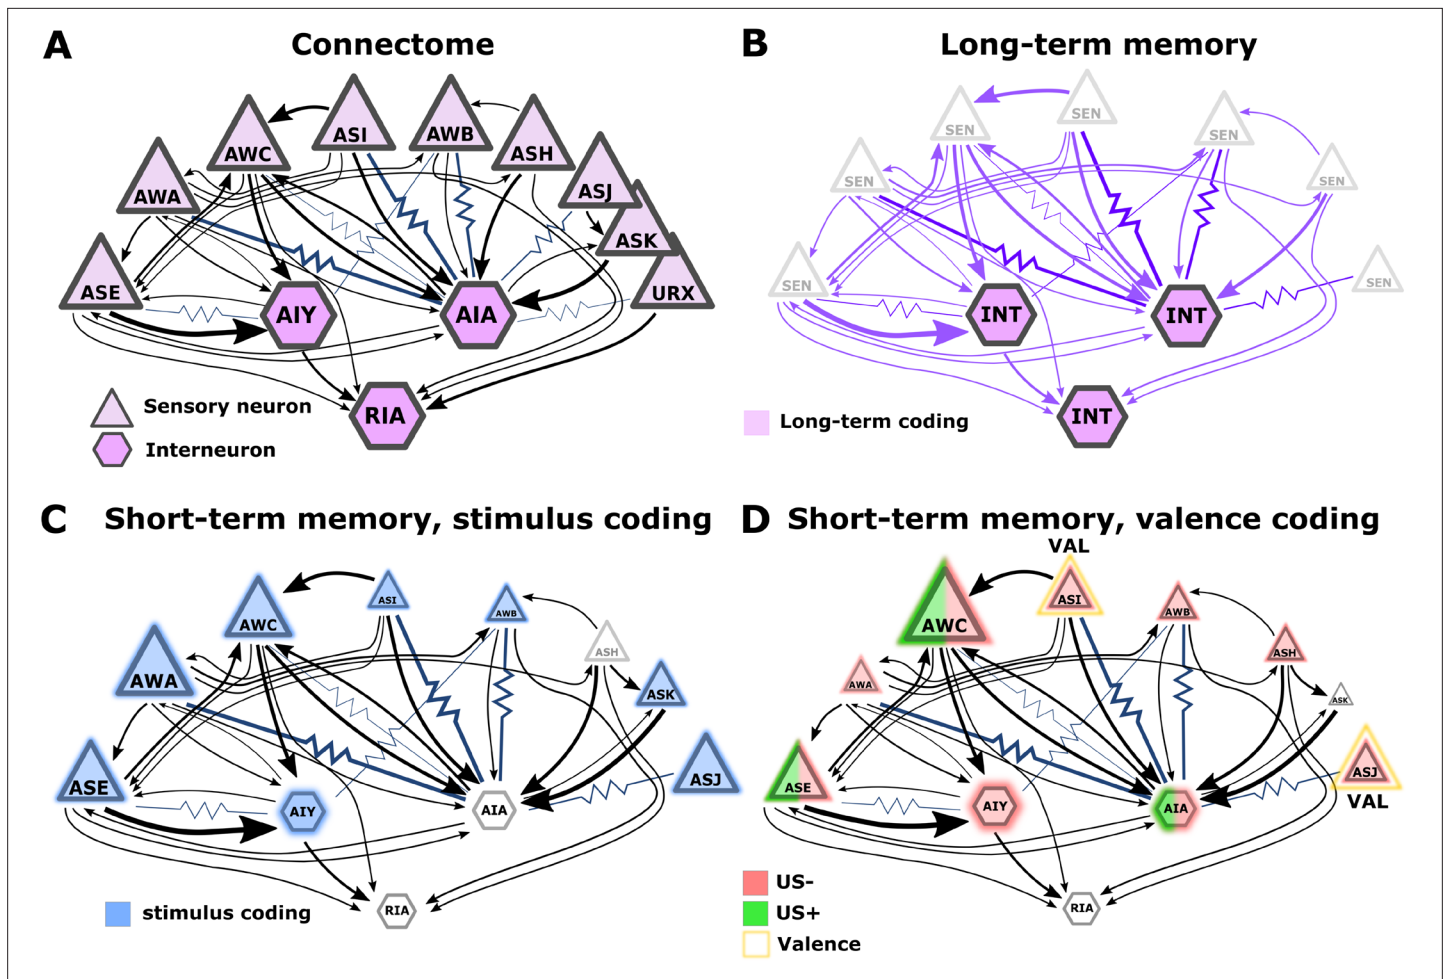 A Connectome
AWC
ASI
AWB
ASH
AWA
ASJ
ASK
ASE
AIY
AIA
URX
RIA
Sensory neuron
Interneuron
B Long-term memory
SEN
SEN
SEN
SEN
SEN
SEN
SEN
INT
INT
INT
Long-term coding
C Short-term memory, stimulus coding
ASI
AWB
AWC
ASH
AWA
ASK
ASE
ASJ
AIY
AIA
RIA
stimulus coding
D Short-term memory, valence coding
VAL
ASI
AWB
AWC
ASH
AWA
ASK
ASE
ASJ
VAL
AIY
AIA
RIA
US-
US+
Valence